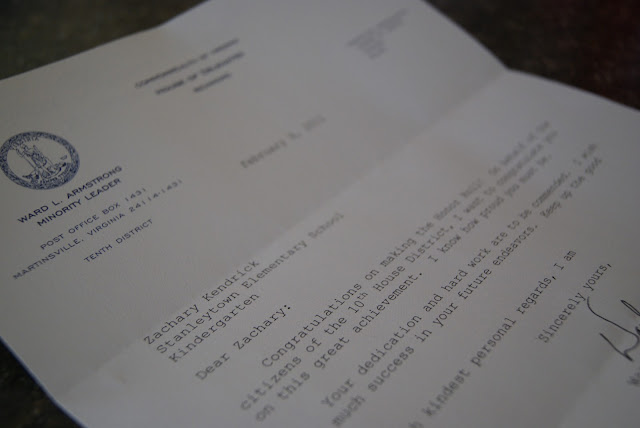 COMMONWEALTH OF VIRGINIA
HOUSE OF DELEGATES
RICHMOND
WARD L. ARMSTRONG
MINORITY LEADER
POST OFFICE BOX 1431
MARTINSVILLE, VIRGINIA 24114-1431
TENTH DISTRICT
February 8, 2011
Zachary Kendrick
Stanleytown Elementary School
Kindergarten
Dear Zachary:
Congratulations on making the Honor Roll! On behalf of the
citizens of the 10th House District, I want to congratulate you
on this great achievement. I know how proud you must be.
Your dedication and hard work are to be commended. I wish
much success in your future endeavors. Keep up the good
kindest personal regards, I am
Sincerely yours,